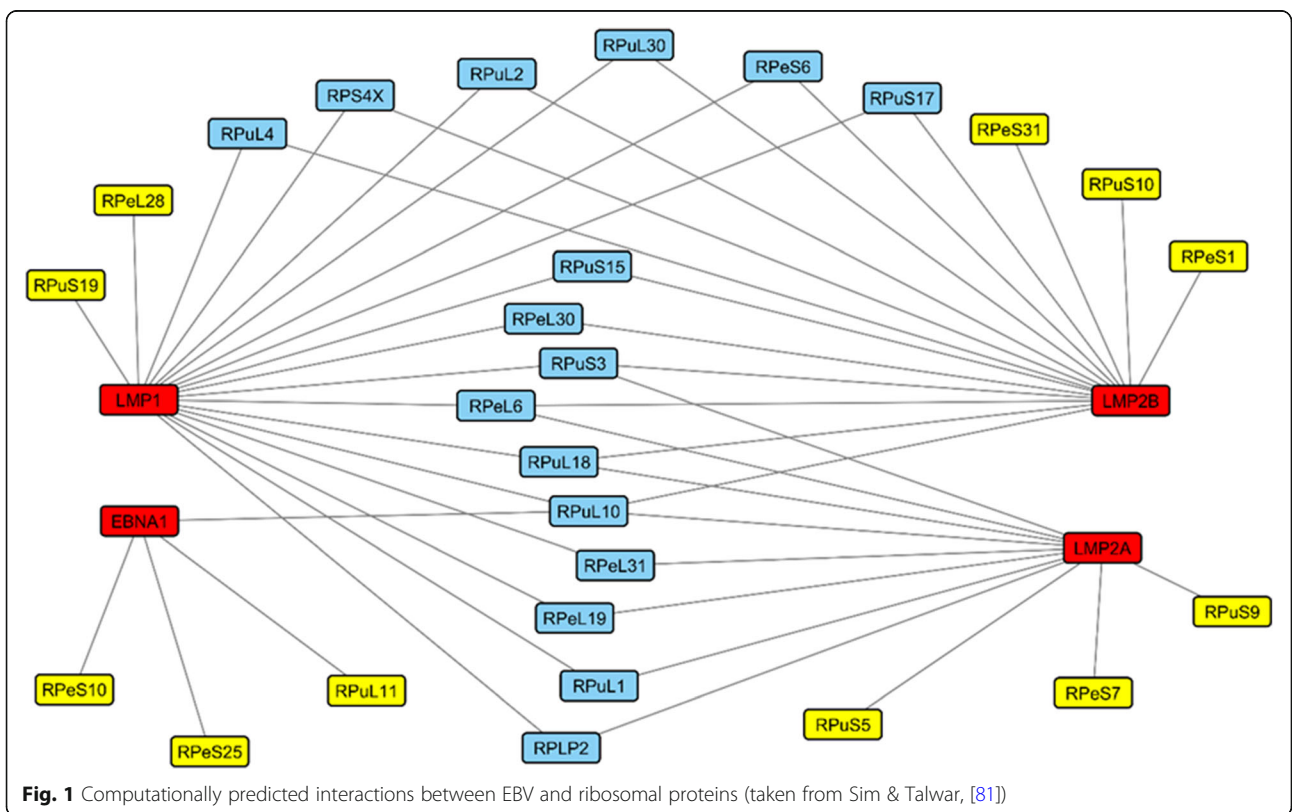 RPuL30
RPuL2
RPeS6
RPS4X
RPuS17
RPuL4
RPeS31
RPuS10
RPeL28
RPeS1
RPuS15
RPuS19
RPeL30
RPuS3
LMP1
RPeL6
LMP2B
RPuL18
RPuL10
EBNA1
LMP2A
RPeL31
RPeL19
RPuS9
RPuL1
RPeS10
RPuL11
RPeS7
RPuS5
RPeS25
RPLP2
Fig. 1 Computationally predicted interactions between EBV and ribosomal proteins (taken from Sim & Talwar, [81])